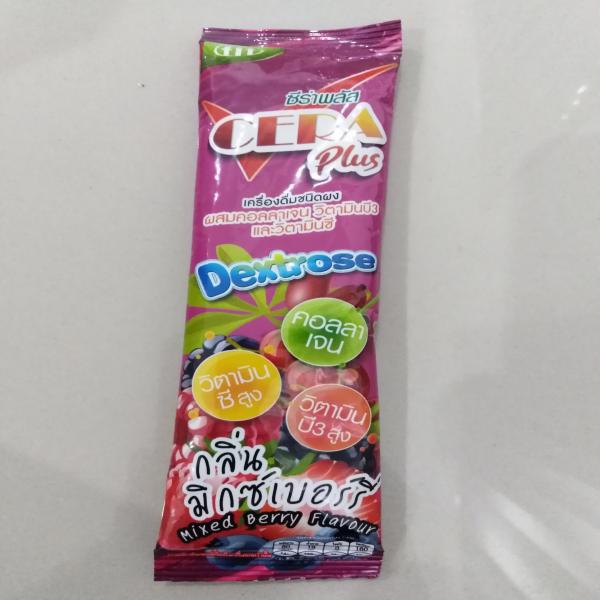 ซีร่าพลัส
CERA
Plus
เครื่องดื่มชนิดผง
ผสมคอลลาเจน วิตามินบี3
และวิตามินซี
Dextrose
คอลลา
เจน
วิตามิน
ซี สูง
วิตามิน
บี3 สูง
กลิ่น
มิกซ์เบอร์รี่
Mixed Berry Flavour